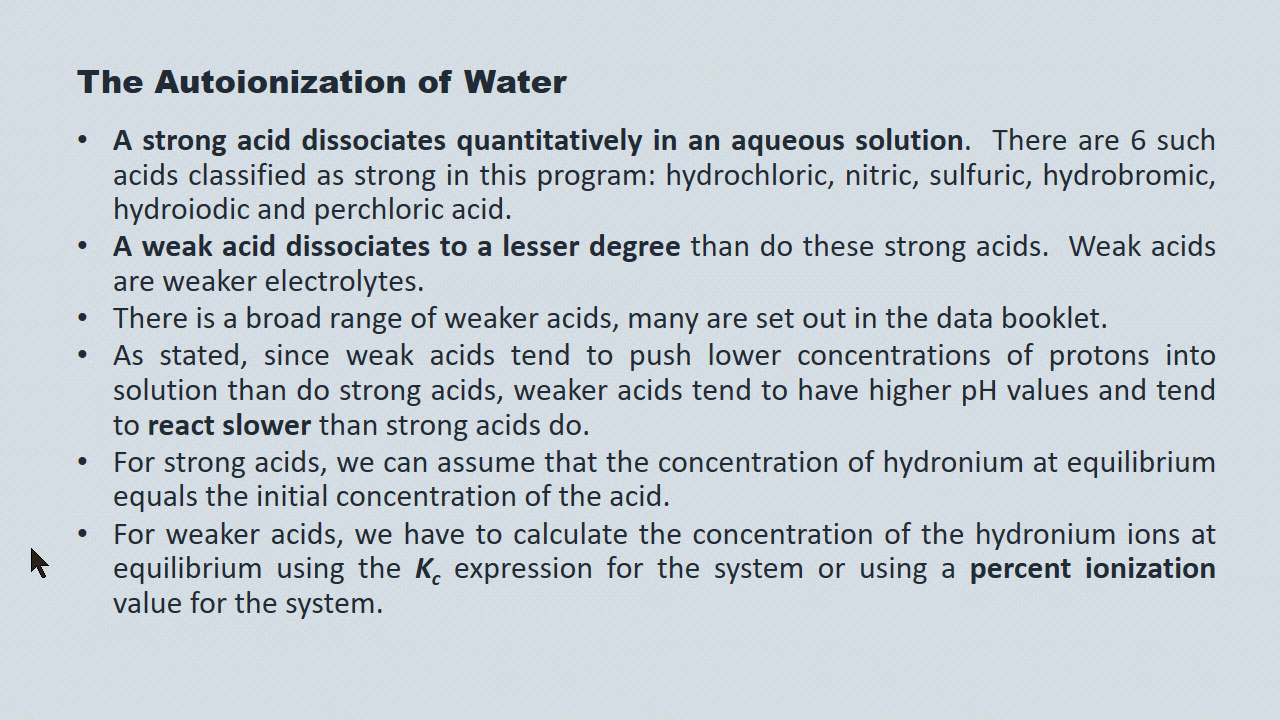 The Autoionization of Water
• A strong acid dissociates quantitatively in an aqueous solution. There are 6 such
acids classified as strong in this program: hydrochloric, nitric, sulfuric, hydrobromic,
hydroiodic and perchloric acid.
• A weak acid dissociates to a lesser degree than do these strong acids. Weak acids
are weaker electrolytes.
• There is a broad range of weaker acids, many are set out in the data booklet.
• As stated, since weak acids tend to push lower concentrations of protons into
solution than do strong acids, weaker acids tend to have higher pH values and tend
to react slower than strong acids do.
• For strong acids, we can assume that the concentration of hydronium at equilibrium
equals the initial concentration of the acid.
• For weaker acids, we have to calculate the concentration of the hydronium ions at
equilibrium using the Kc expression for the system or using a percent ionization
value for the system.